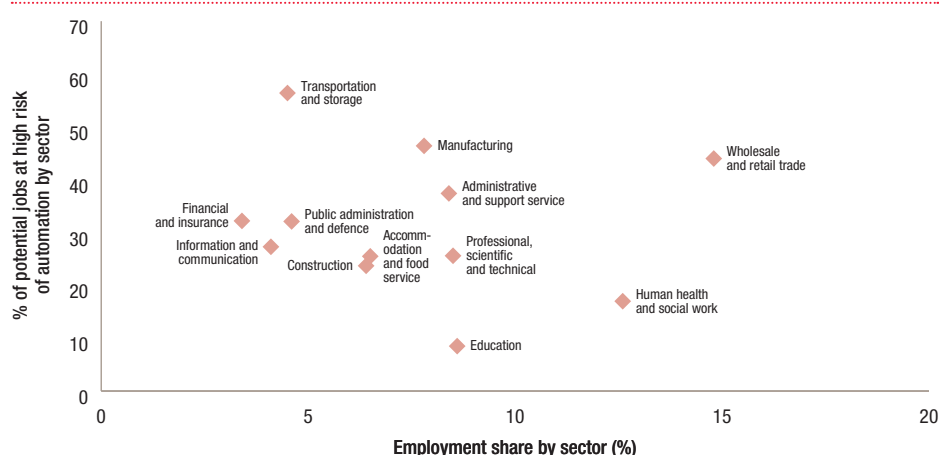 % of potential jobs at high risk
of automation by sector
70
60
50
40
30
20
10
0
Transportation
and storage
Manufacturing
Wholesale
and retail trade
Administrative
and support service
Financial
and insurance
Public administration
and defence
Information and
communication
Construction
Accomm-
odation
and food
service
Professional,
scientific
and technical
Human health
and social work
Education
0
5
10
15
20
Employment share by sector (%)